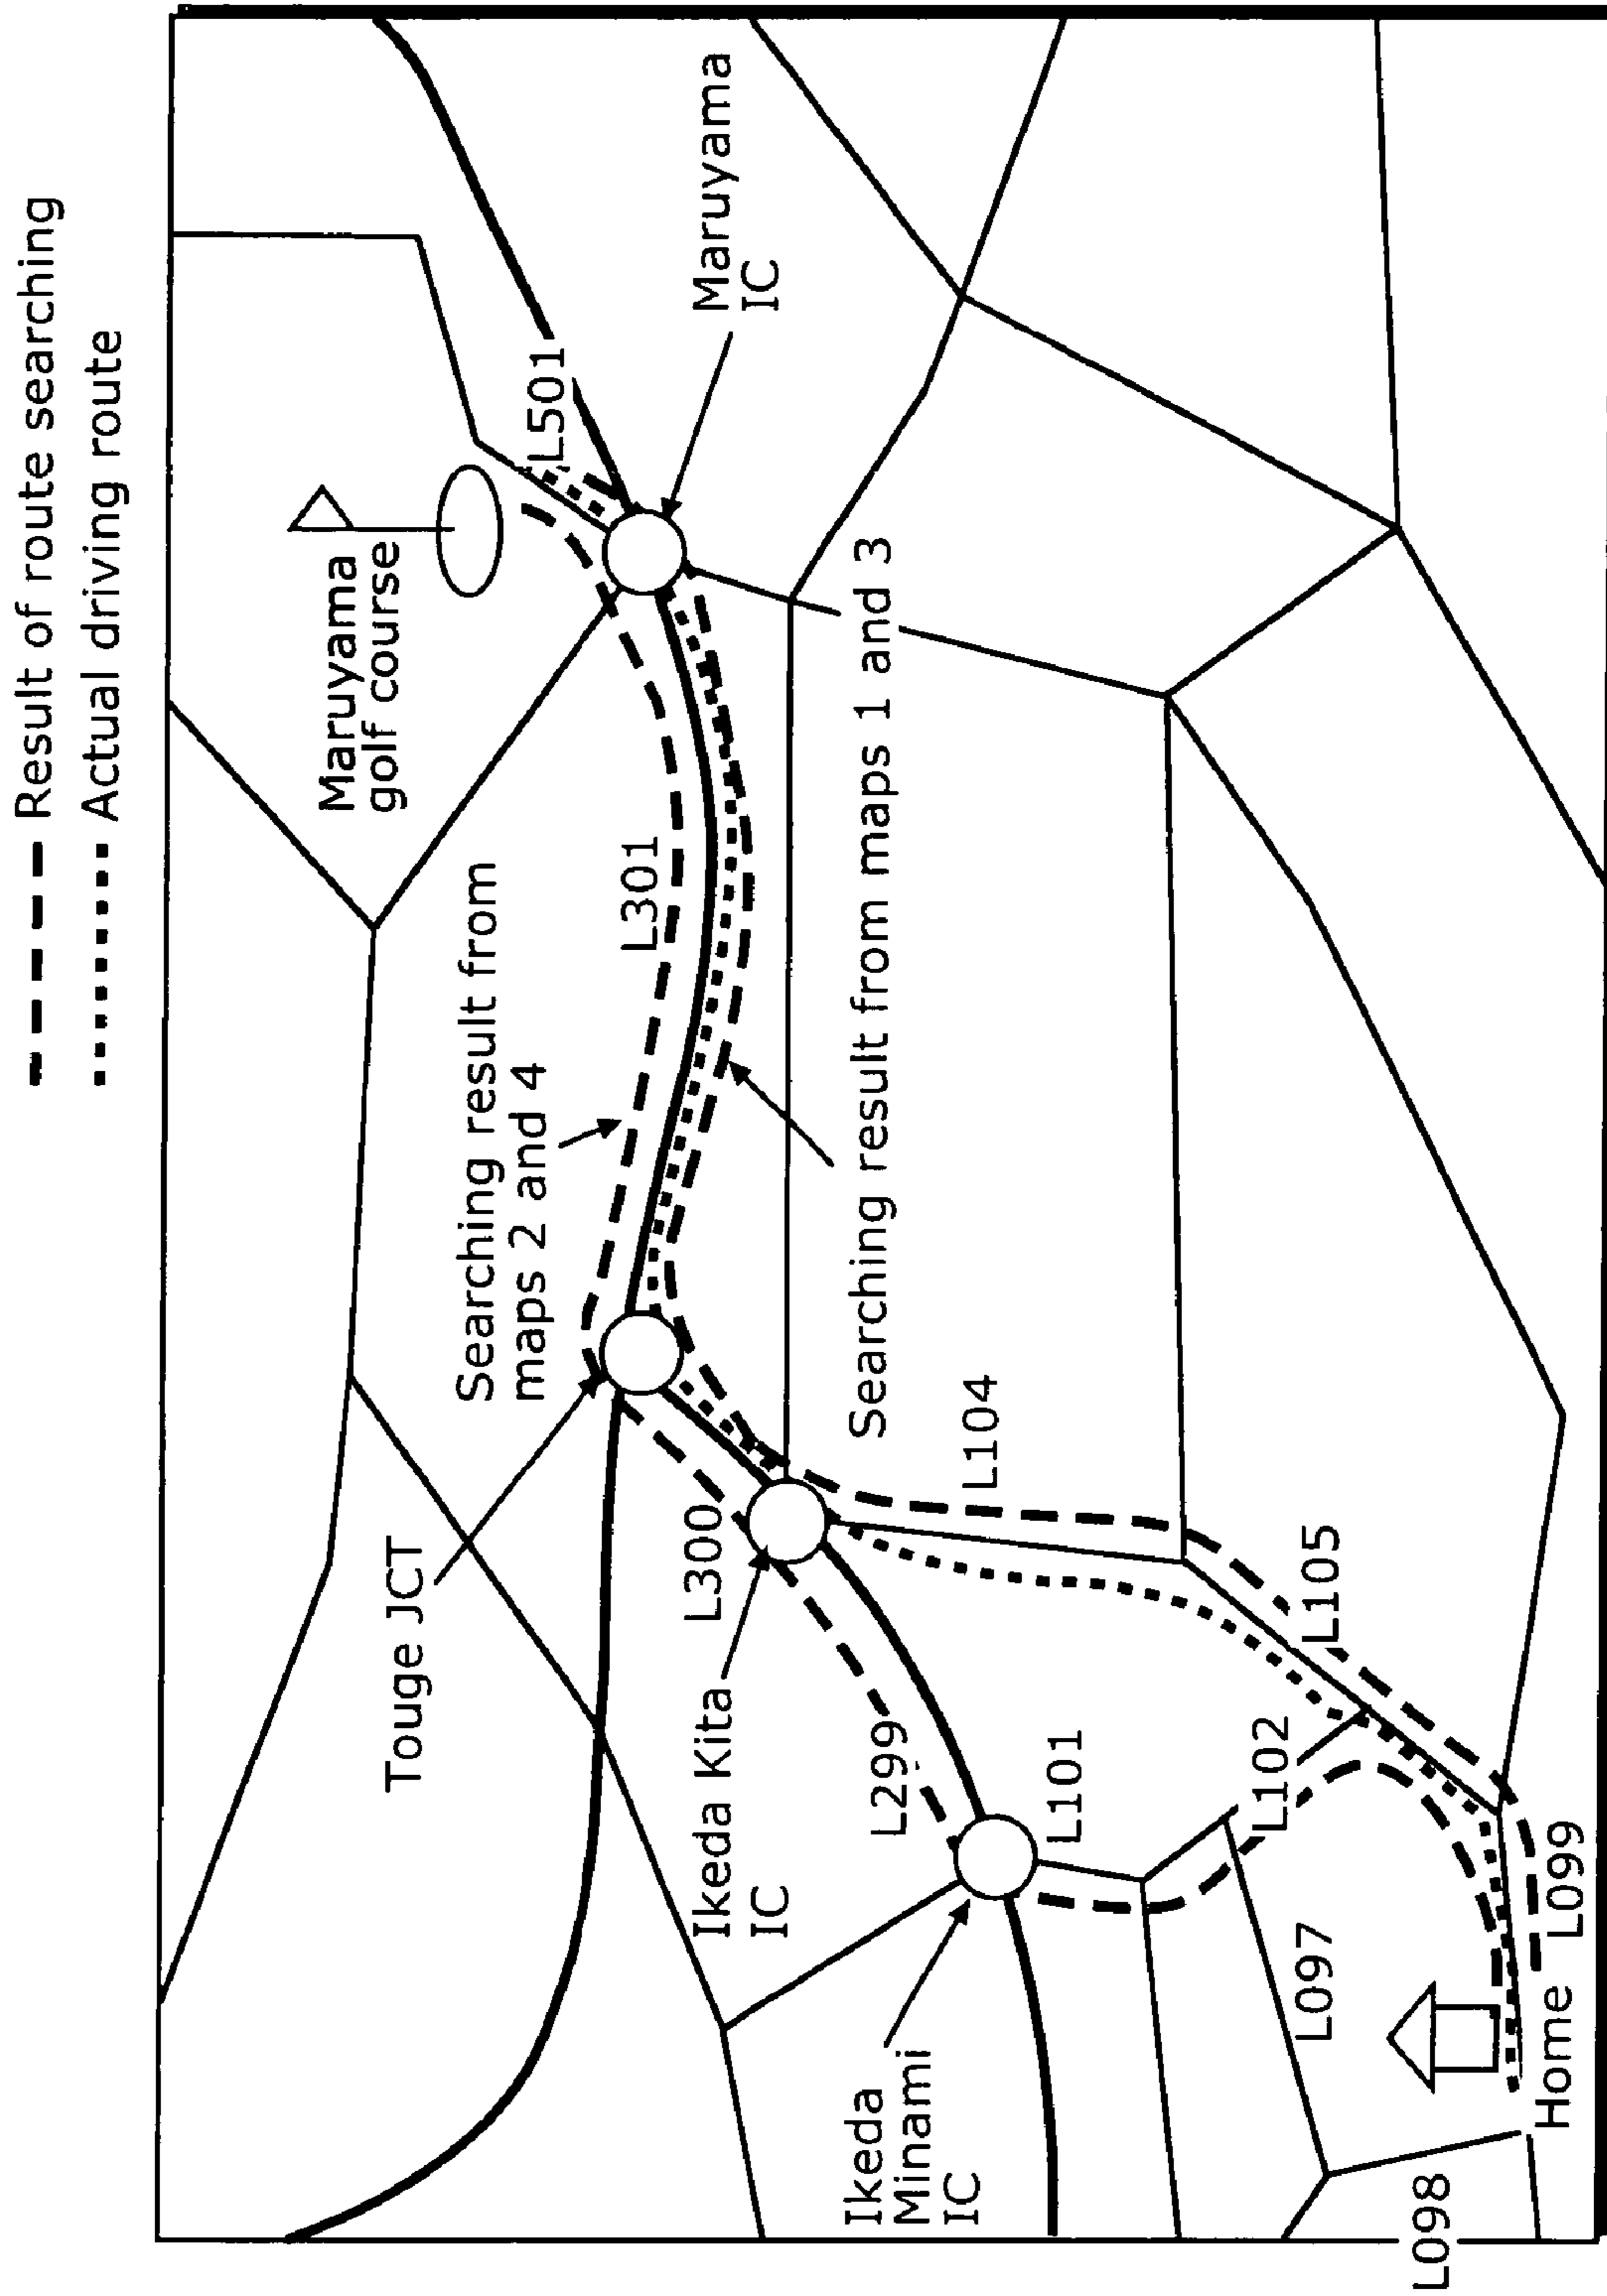 Result of route searching
Actual driving route
Maruyama
golf course
L501
Maruyama
IC
Searching result from
maps 2 and 4
L301
Touge JCT
L300
Searching result from maps 1 and 3
Ikeda Kita
IC
L104
L299
L101
L105
L102
Ikeda
Minami
IC
L097
L099
Home
L098